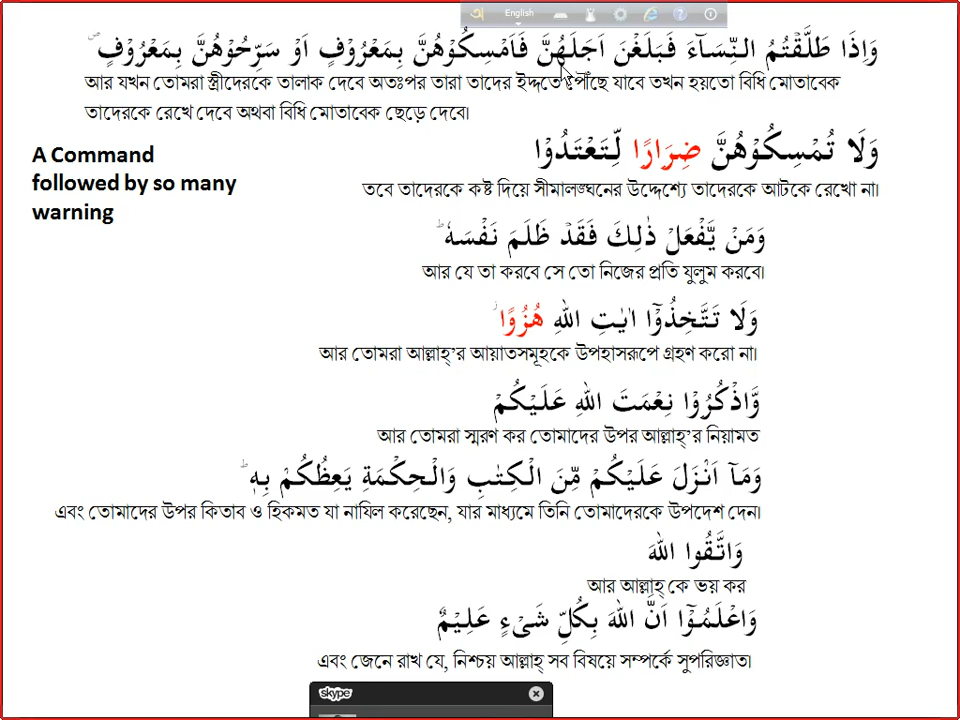 English
وَاِذَا طَلَّقْتُمُ النِّسَآءَ فَبَلَغْنَ اَجَلَهُنَّ فَاَمْسِكُوْهُنَّ بِمَعْرُوْفٍ اَوْ سَرِّحُوْهُنَّ بِمَعْرُوْفٍ ۖ
আর যখন তোমরা স্ত্রীদেরকে তালাক দেবে অতঃপর তারা তাদের ইদ্দতে পৌঁছে যাবে তখন হয়তো বিধি মোতাবেক
তাদেরকে রেখে দেবে অথবা বিধি মোতাবেক ছেড়ে দেবে।
A Command
followed by so many
warning
وَلَا تُمْسِكُوْهُنَّ ضِرَارًا لِّتَعْتَدُوْا
তবে তাদেরকে কষ্ট দিয়ে সীমালঙ্ঘনের উদ্দেশ্যে তাদেরকে আটকে রেখো না।
وَمَنْ يَّفْعَلْ ذٰلِكَ فَقَدْ ظَلَمَ نَفْسَهٗ ؕ
আর যে তা করবে সে তো নিজের প্রতি যুলুম করবে।
وَلَا تَتَّخِذُوْٓا اٰيٰتِ اللّٰهِ هُزُوًا ۙ
আর তোমরা আল্লাহ্'র আয়াতসমূহকে উপহাসরূপে গ্রহণ করো না।
وَّاذْكُرُوْا نِعْمَتَ اللّٰهِ عَلَيْكُمْ
আর তোমরা স্মরণ কর তোমাদের উপর আল্লাহ্'র নিয়ামত
وَمَآ اَنْزَلَ عَلَيْكُمْ مِّنَ الْكِتٰبِ وَالْحِكْمَةِ يَعِظُكُمْ بِهٖ ؕ
এবং তোমাদের উপর কিতাব ও হিকমত যা নাযিল করেছেন, যার মাধ্যমে তিনি তোমাদেরকে উপদেশ দেন।
وَاتَّقُوا اللّٰهَ
আর আল্লাহ্ কে ভয় কর
وَاعْلَمُوْٓا اَنَّ اللّٰهَ بِكُلِّ شَىْءٍ عَلِيْمٌ
এবং জেনে রাখ যে, নিশ্চয় আল্লাহ্ সব বিষয়ে সম্পর্কে সুপরিজ্ঞাত।
skype